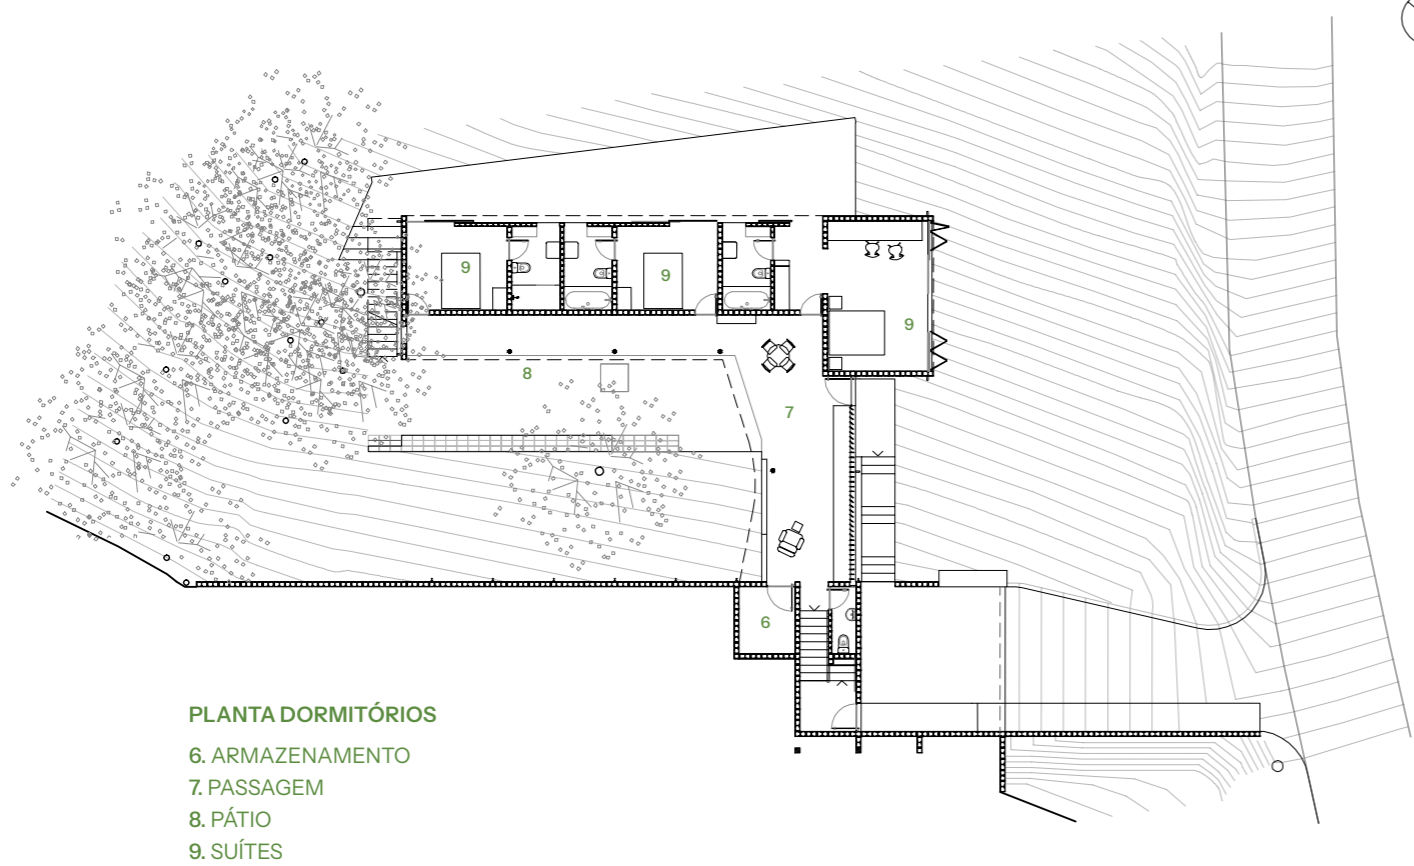 9
9
9
8
7
6
PLANTA DORMITÓRIOS
6. ARMAZENAMENTO
7. PASSAGEM
8. PÁTIO
9. SUÍTES